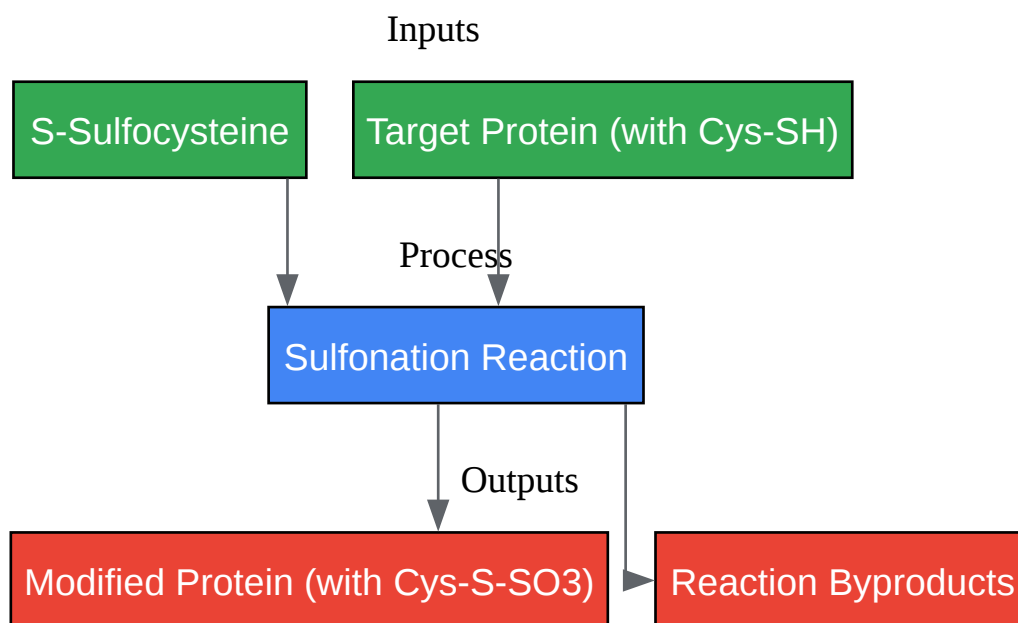 Inputs
S-Sulfocysteine
Target Protein (with Cys-SH)
Process
Sulfonation Reaction
Outputs
Modified Protein (with Cys-S-SO3)
Reaction Byproducts